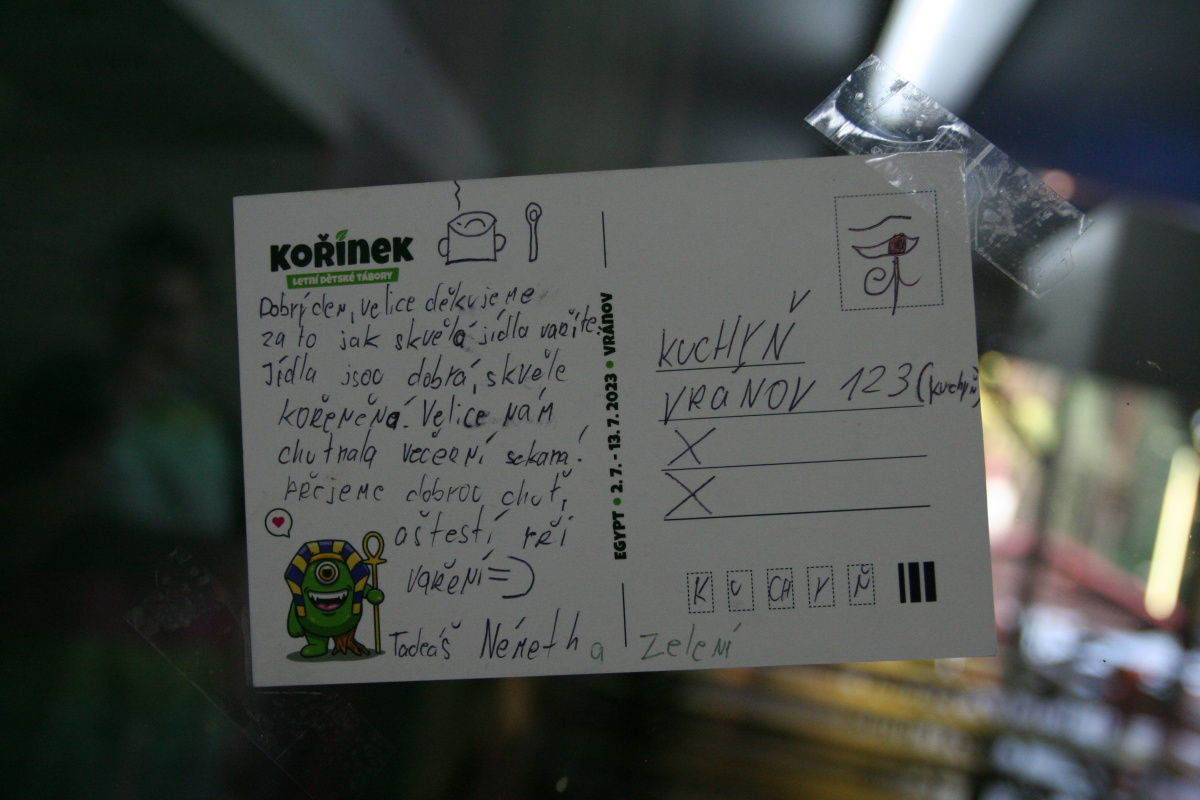 KOŘÍNEK
LETNÍ DĚTSKÉ TÁBORY
Dobrý den, velice děkujeme
za to jak skvělá jídla vaříte.
Jídla jsou dobrá, skvěle
KOŘENĚNÁ. Velice NÁM
chutnala večerní sekaná!
PŘEJEME dobrou chuť,
a štěstí PŘI
VAŘENÍ =)
Tadeáš Németh a zelení
EGYPT • 2.7. - 13.7. 2023 • VRÁNOV
KUCHYŇ
VRANOV 123 (kuchyň)
X
X
K U CH Y Ň